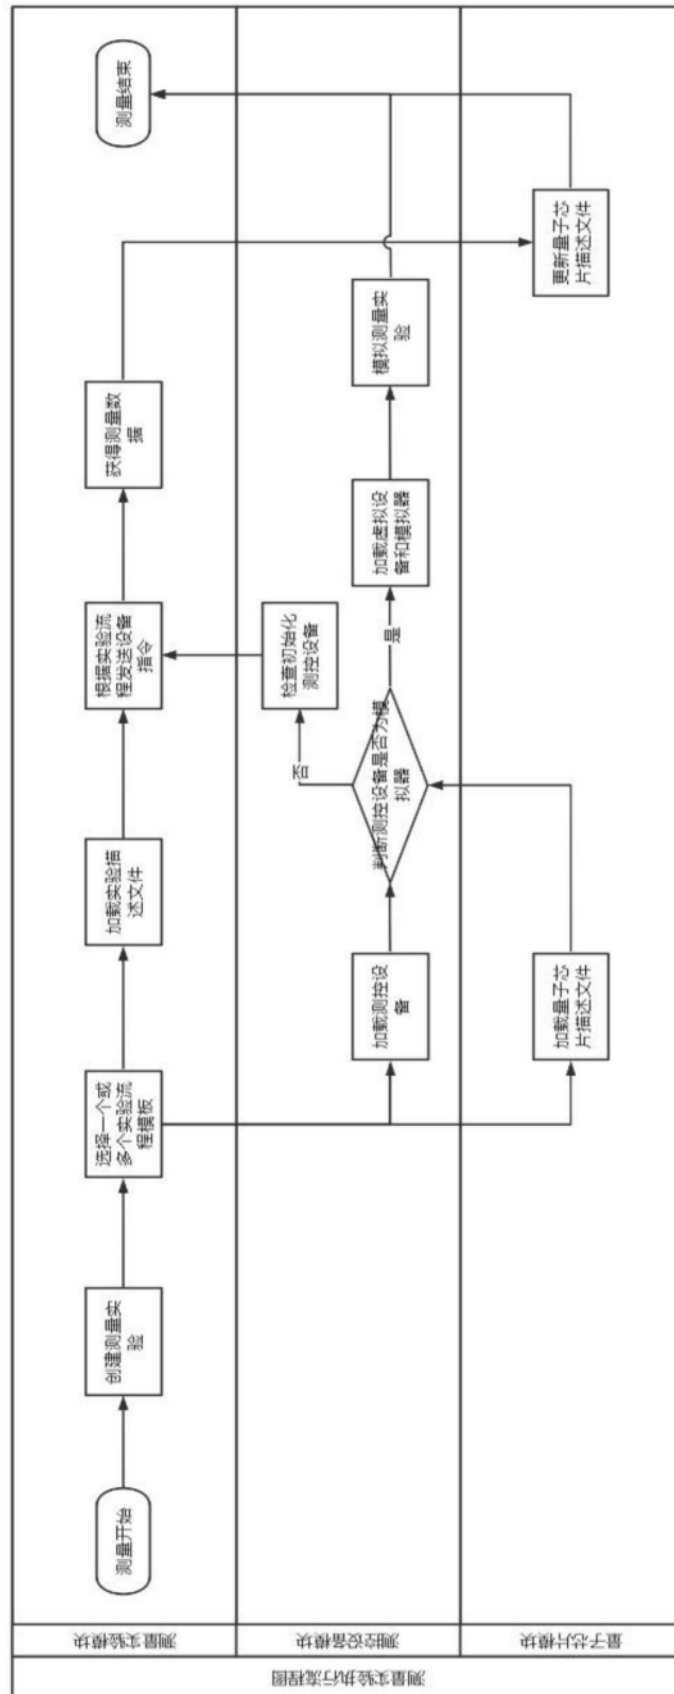 测量实验执行流程图
测量实验模块
测量开始
创建测量实
验
选择一个或
多个实验流
程模板
加载实验描
述文件
根据实验流
程发送设备
指令
获得测量数
据
测量结束
测控设备模块
加载测控设
备
判断测控设备是否为模
拟器
否
检查初始化
测控设备
是
加载虚拟设
备和模拟器
模拟测量实
验
量子芯片模块
加载量子芯
片描述文件
更新量子芯
片描述文件